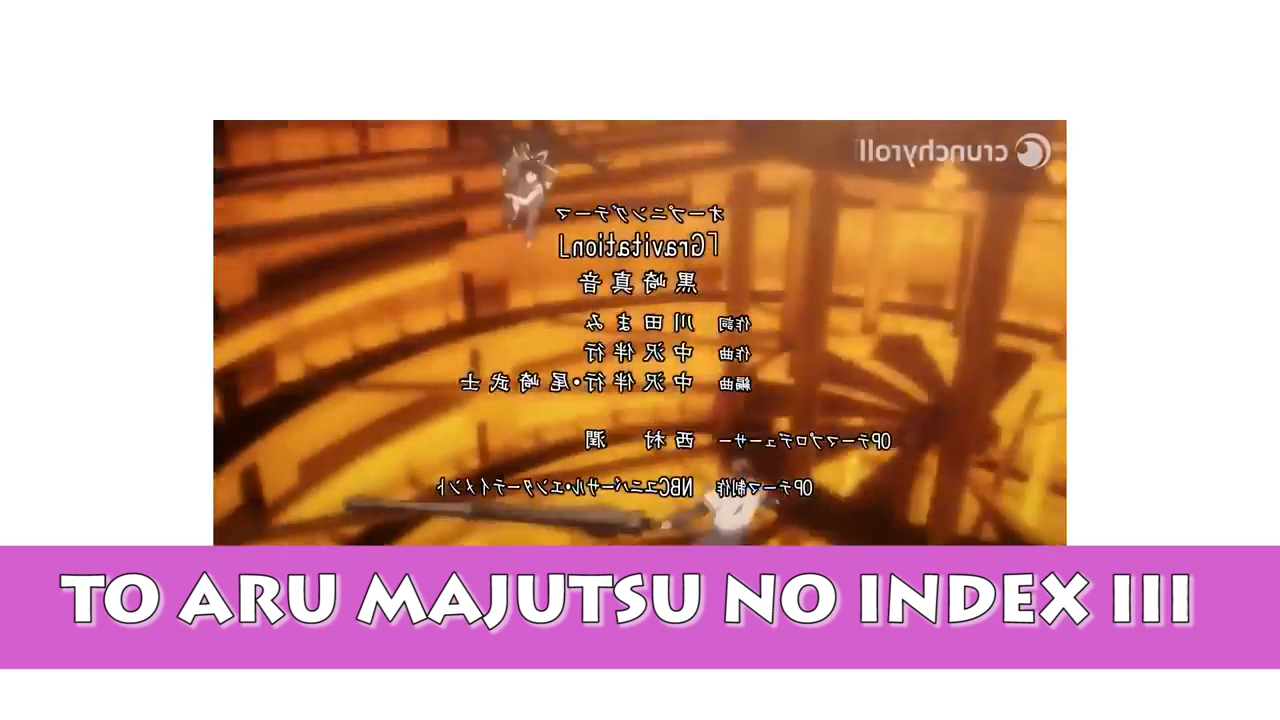 crunchyroll
オープニングテーマ
「Gravitation」
黒崎真音
作詞 川田まみ
作曲 中沢伴行
編曲 中沢伴行・尾崎武士
OPテーマプロデューサー 西村 潤
OPテーマ制作 NBCユニバーサル・エンターテイメント
TO ARU MAJUTSU NO INDEX III